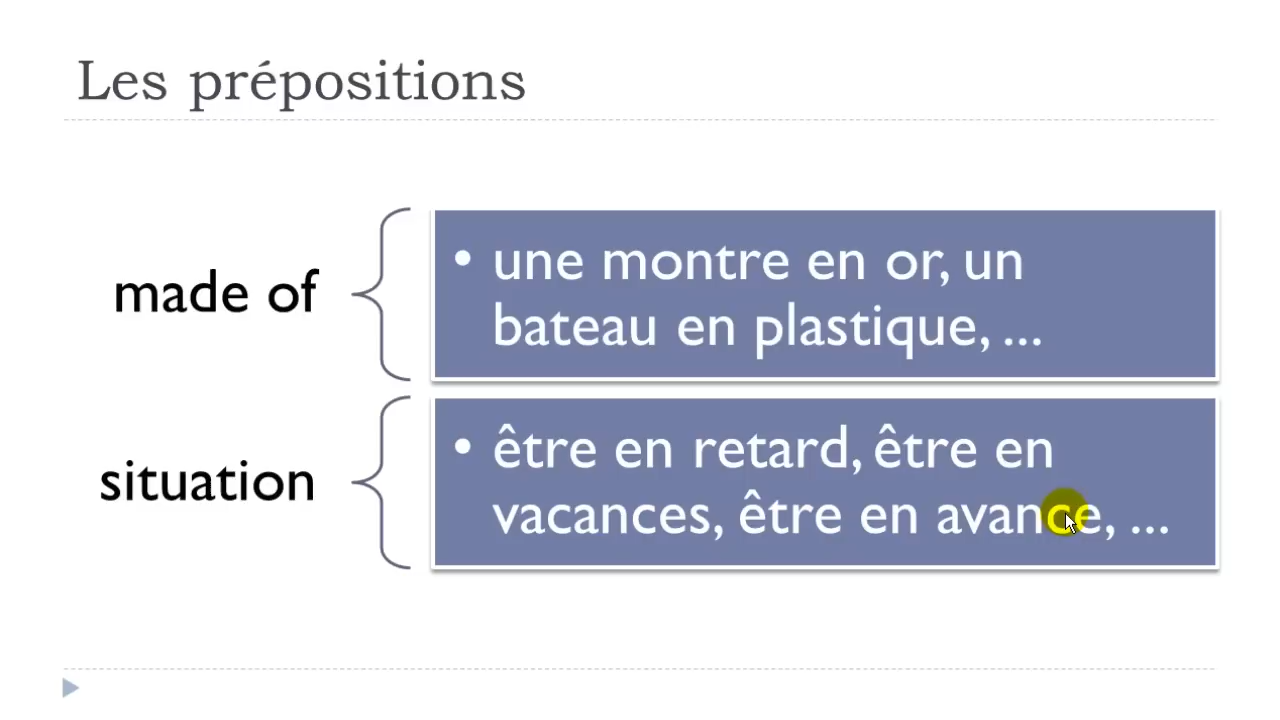 Les prépositions
made of
• une montre en or, un
bateau en plastique, ...
situation
• être en retard, être en
vacances, être en avance, ...